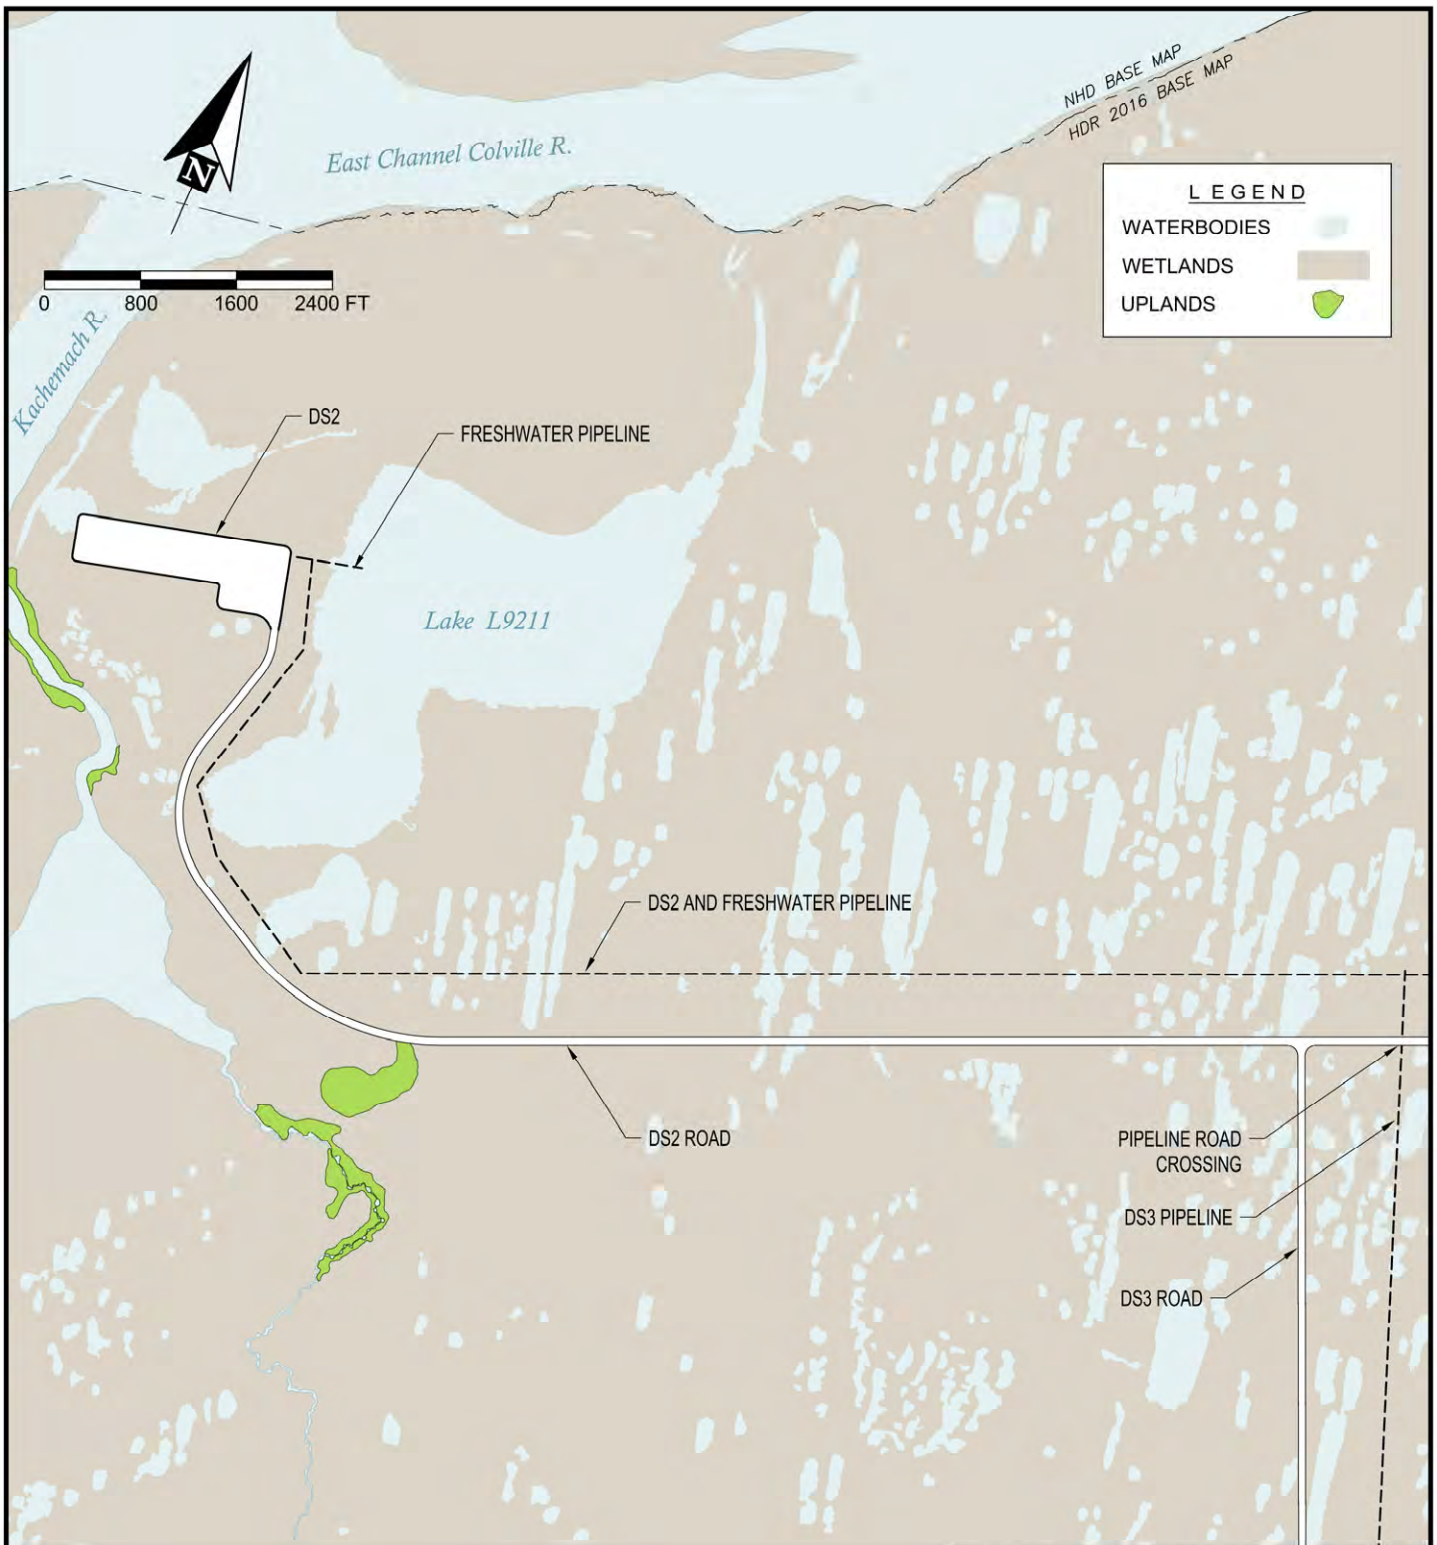 NHD BASE MAP
HDR 2016 BASE MAP
East Channel Colville R.
N
L E G E N D
WATERBODIES
WETLANDS
UPLANDS
0 800 1600 2400 FT
Kachemach R.
DS2
FRESHWATER PIPELINE
Lake L9211
DS2 AND FRESHWATER PIPELINE
DS2 ROAD
PIPELINE ROAD
CROSSING
DS3 PIPELINE
DS3 ROAD